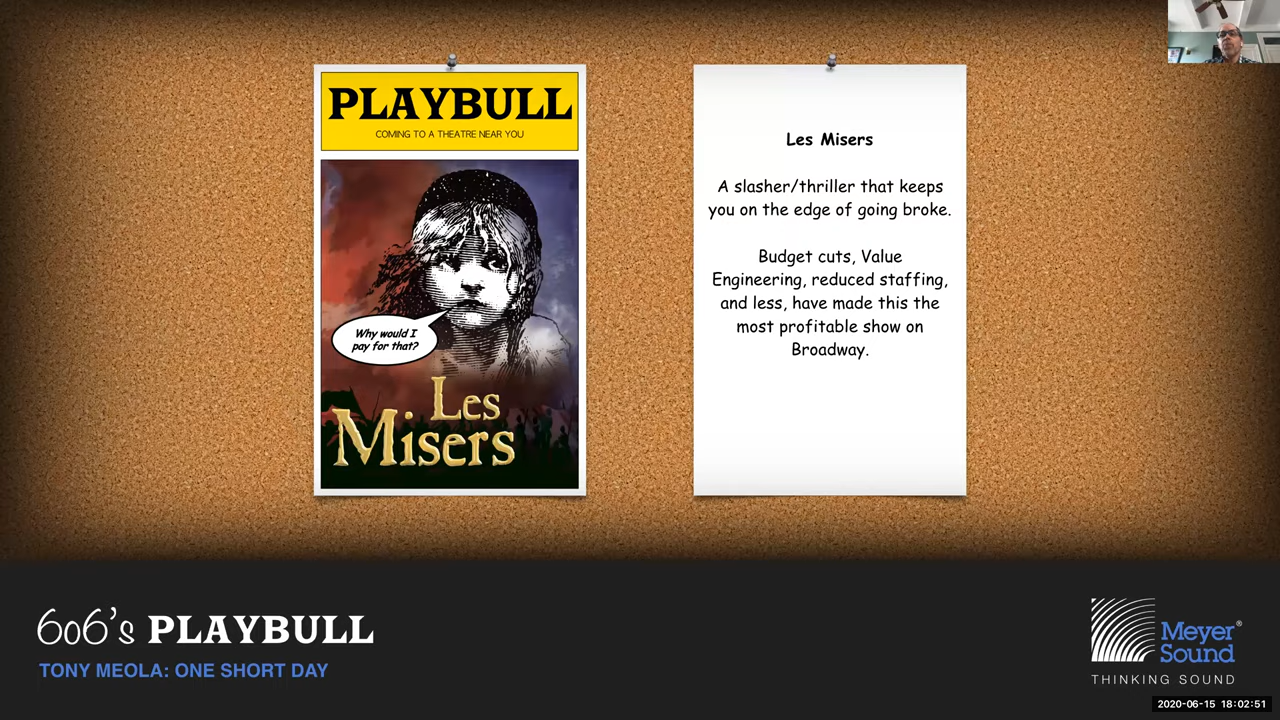 PLAYBULL
COMING TO A THEATRE NEAR YOU
Why would I
pay for that?
Les
Misers
Les Misers
A slasher/thriller that keeps
you on the edge of going broke.
Budget cuts, Value
Engineering, reduced staffing,
and less, have made this the
most profitable show on
Broadway.
606's PLAYBULL
TONY MEOLA: ONE SHORT DAY
Meyer
Sound®
THINKING SOUND
2020-06-15 18:02:51